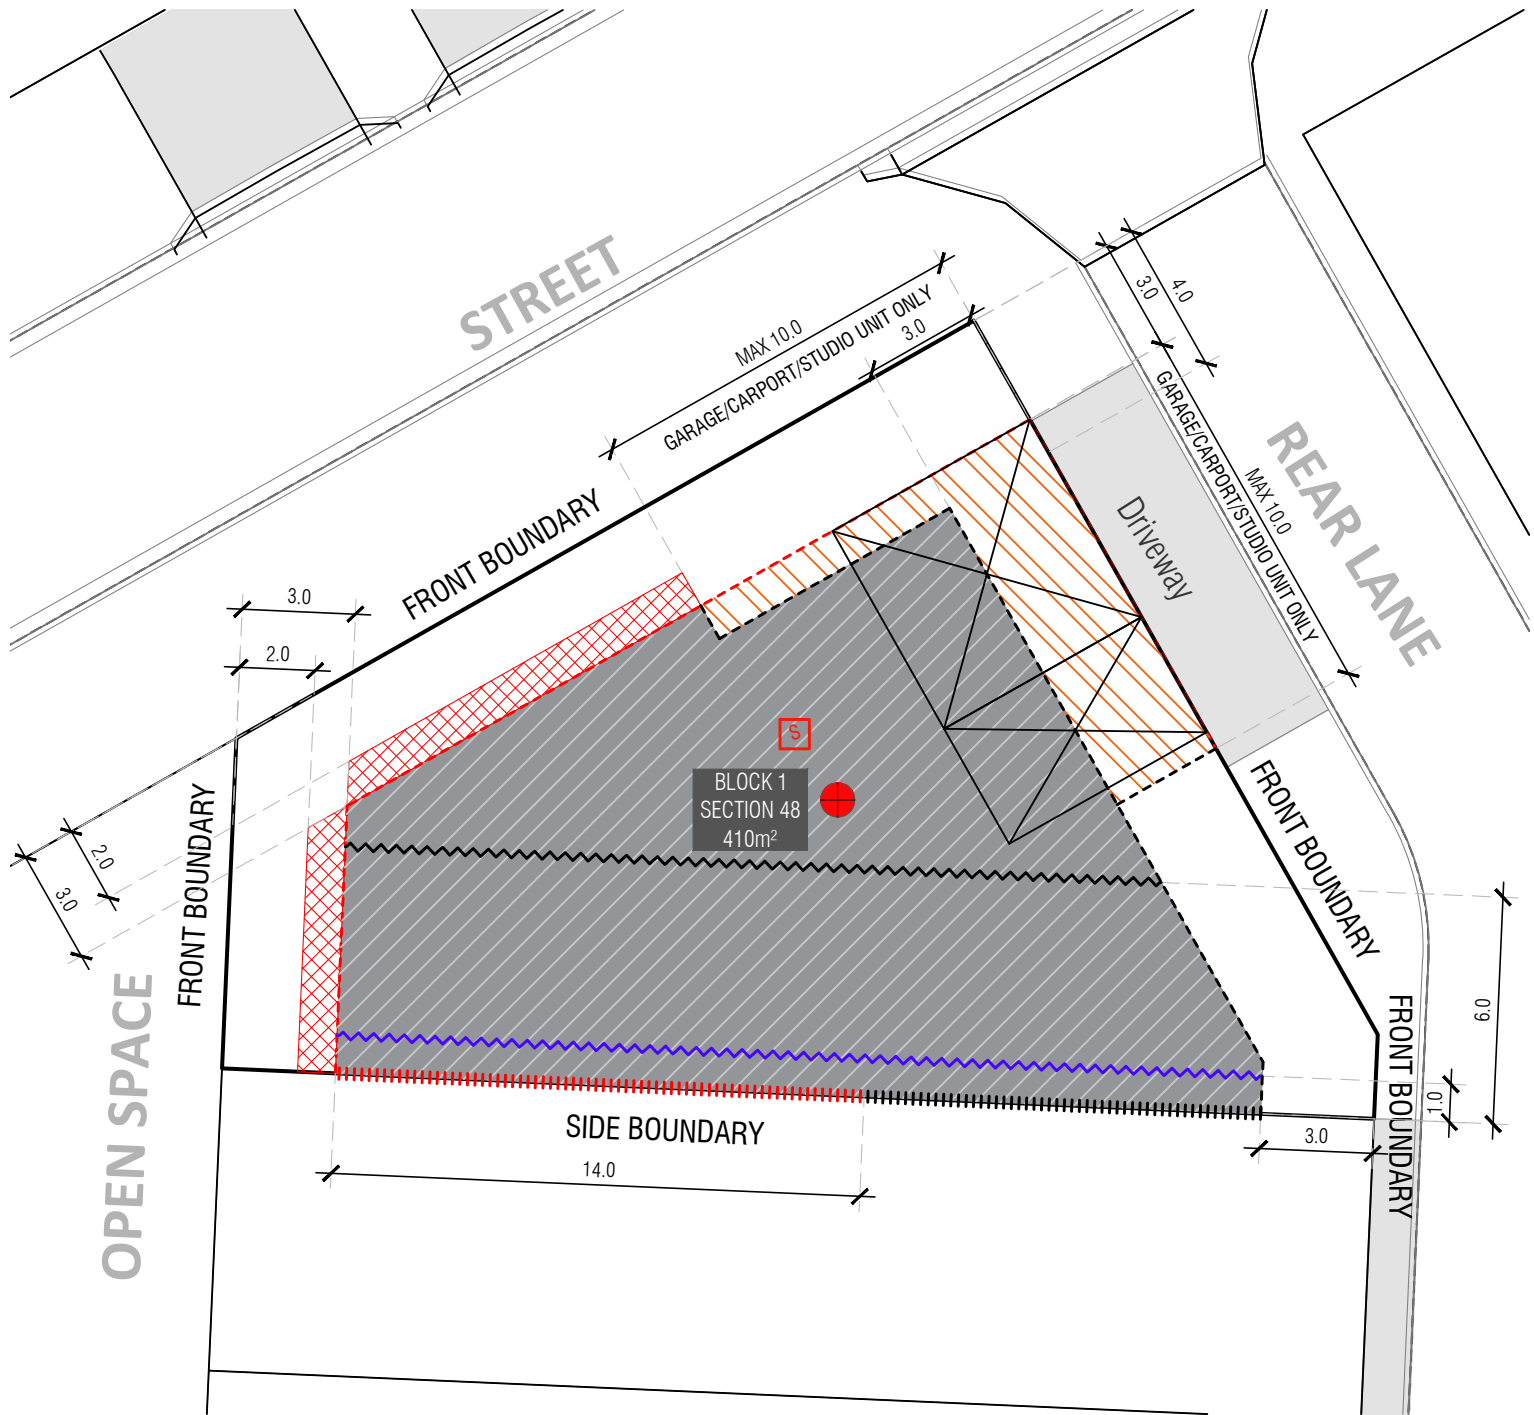 STREET
MAX 10.0
GARAGE/CARPORT/STUDIO UNIT ONLY
3.0
3.0
4.0
GARAGE/CARPORT/STUDIO UNIT ONLY
MAX 10.0
REAR LANE
Driveway
FRONT BOUNDARY
3.0
2.0
S
BLOCK 1
SECTION 48
410m²
FRONT BOUNDARY
2.0
3.0
FRONT BOUNDARY
OPEN SPACE
6.0
1.0
FRONT BOUNDARY
3.0
SIDE BOUNDARY
14.0